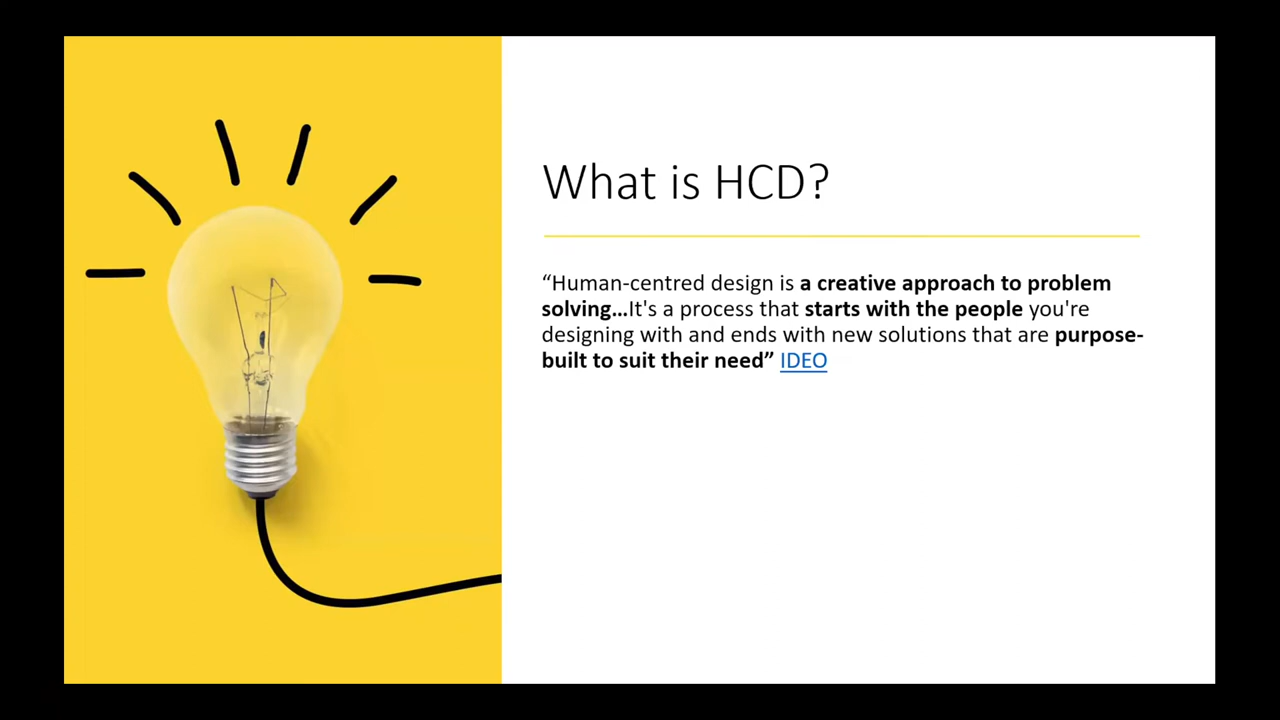 What is HCD?
“Human-centred design is a creative approach to problem
solving...It's a process that starts with the people you're
designing with and ends with new solutions that are purpose-
built to suit their need” IDEO